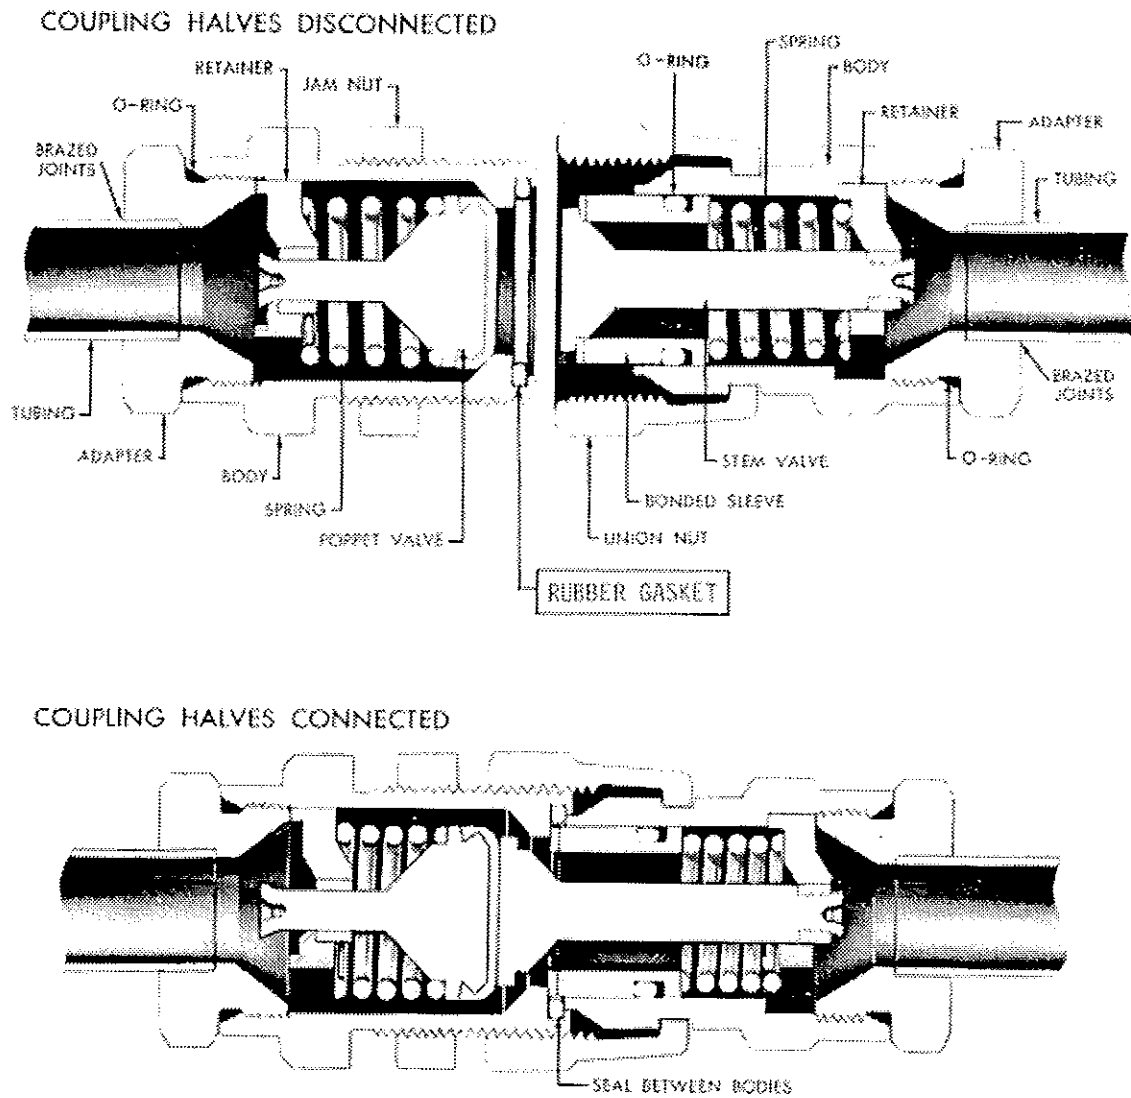 COUPLING HALVES DISCONNECTED
SPRING
RETAINER
O-RING
BODY
JAM NUT
O-RING
RETAINER
ADAPTER
BRAZED
JOINTS
TUBING
TUBING
BRAZED
JOINTS
ADAPTER
STEM VALVE
O-RING
BODY
BONDED SLEEVE
SPRING
POPPET VALVE
UNION NUT
RUBBER GASKET
COUPLING HALVES CONNECTED
SEAL BETWEEN BODIES